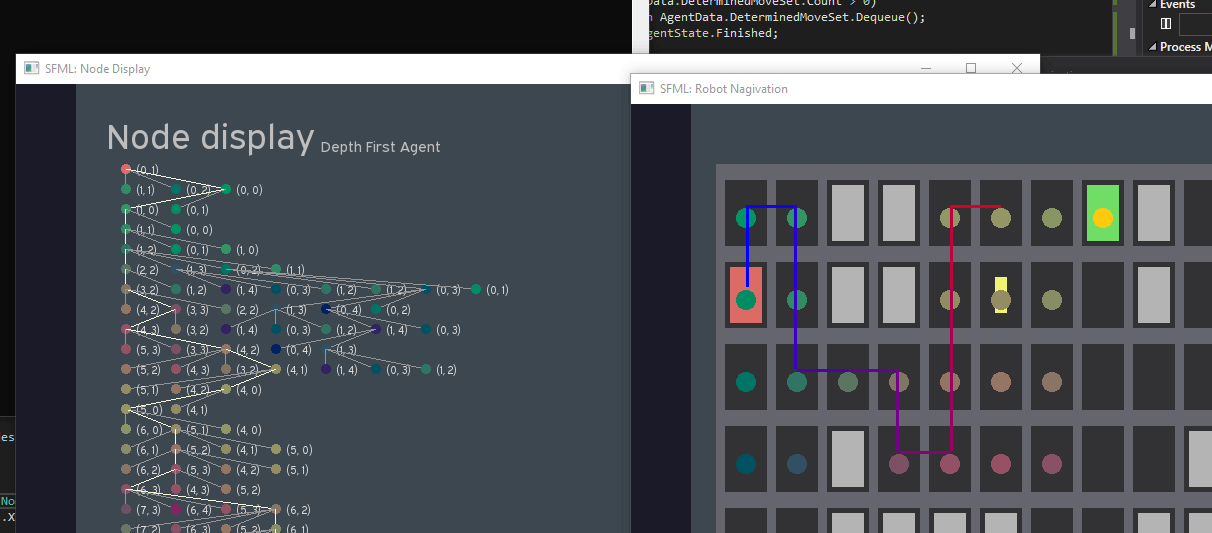 Data.DeterminedMoveSet.Count > 0)
n AgentData.DeterminedMoveSet.Dequeue();
gentState.Finished;
Events
Process M
SFML: Node Display
SFML: Robot Nagivation
Node display Depth First Agent
(0, 1)
(1, 1) (0, 2) (0, 0)
(1, 0) (0, 1)
(1, 1) (0, 0)
(1, 2) (0, 1) (1, 0)
(2, 2) (1, 3) (0, 2) (1, 1)
(3, 2) (1, 2) (1, 4) (0, 3) (1, 2) (1, 2) (0, 3) (0, 1)
(4, 2) (3, 3) (2, 2) (1, 3) (0, 4) (0, 2)
(4, 3) (3, 2) (1, 4) (0, 3) (1, 2) (1, 4) (0, 3)
(5, 3) (3, 3) (4, 2) (0, 4) (1, 3)
(5, 2) (4, 3) (3, 2) (4, 1) (1, 4) (0, 3) (1, 2)
(5, 1) (4, 2) (4, 0)
(5, 0) (4, 1)
(6, 0) (5, 1) (4, 0)
(6, 1) (5, 2) (4, 1) (5, 0)
(6, 2) (5, 3) (4, 2) (5, 1)
(6, 3) (4, 3) (5, 2)
(7, 3) (6, 4) (5, 3) (6, 2)
(7, 2) (6, 3) (5, 2) (6, 1)
es
No
.X